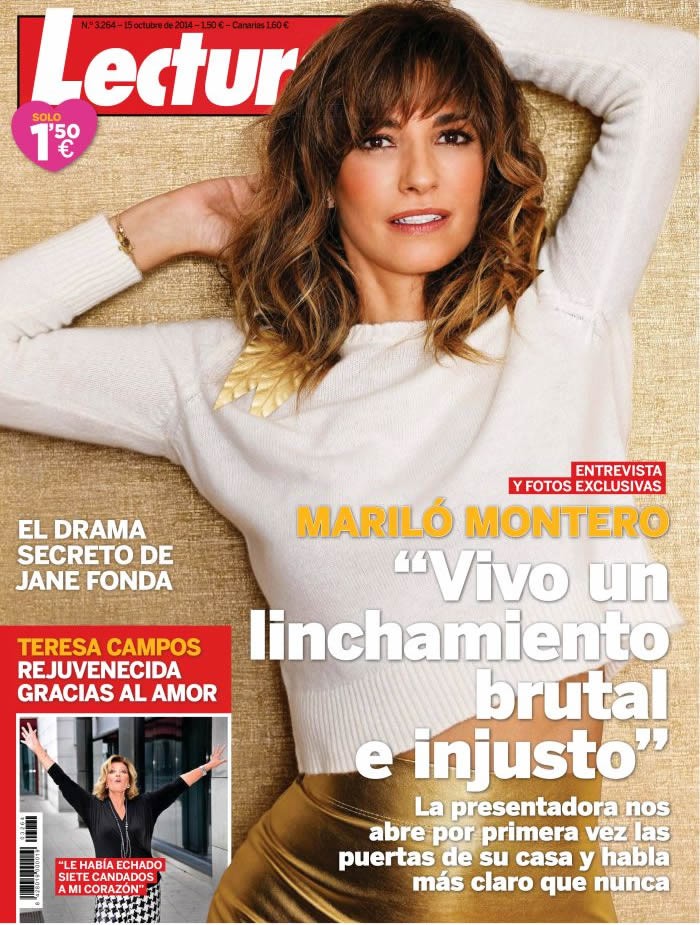 N.º 3.264 – 15 octubre de 2014 – 1,50 € – Canarias 1,60 €
Lectur
SOLO
1'50
€
ENTREVISTA
Y FOTOS EXCLUSIVAS
MARILÓ MONTERO
“Vivo un
linchamiento
brutal
e injusto”
La presentadora nos
abre por primera vez las
puertas de su casa y habla
más claro que nunca
EL DRAMA
SECRETO DE
JANE FONDA
TERESA CAMPOS
REJUVENECIDA
GRACIAS AL AMOR
“LE HABÍA ECHADO
SIETE CANDADOS
A MI CORAZÓN”
03264